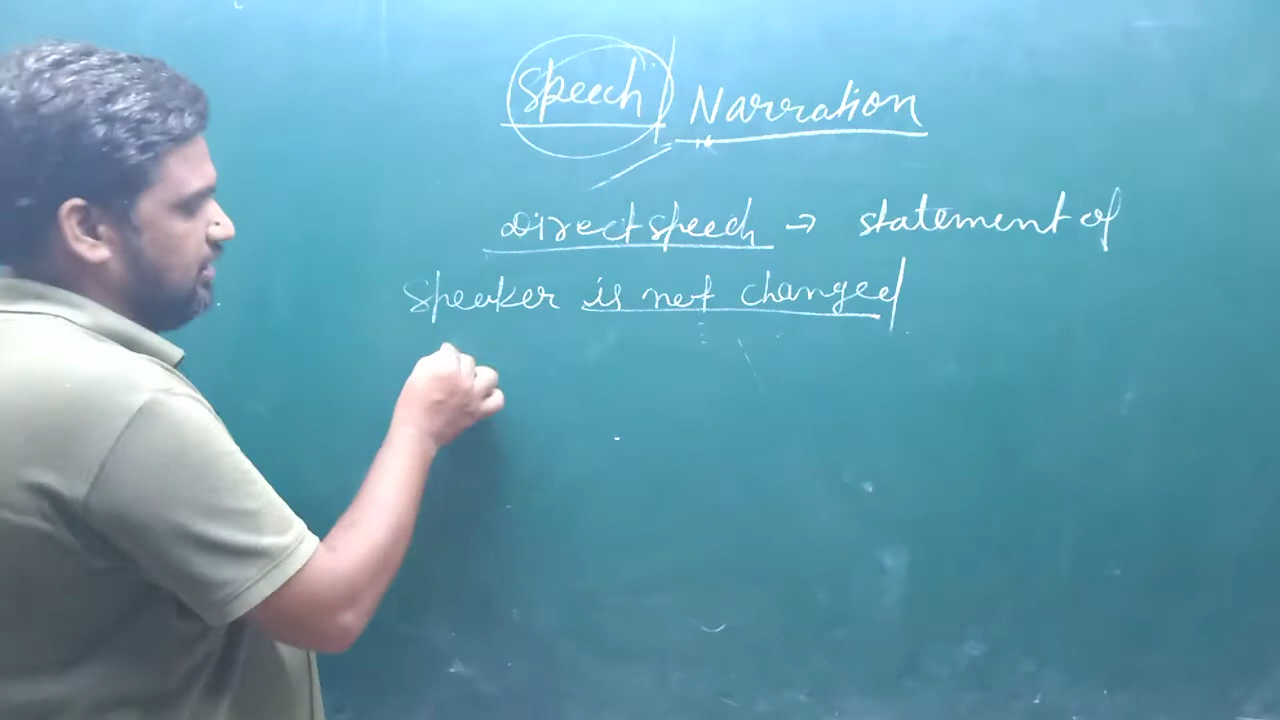 Speech / Narration
Direct speech → statement of
speaker is not changed